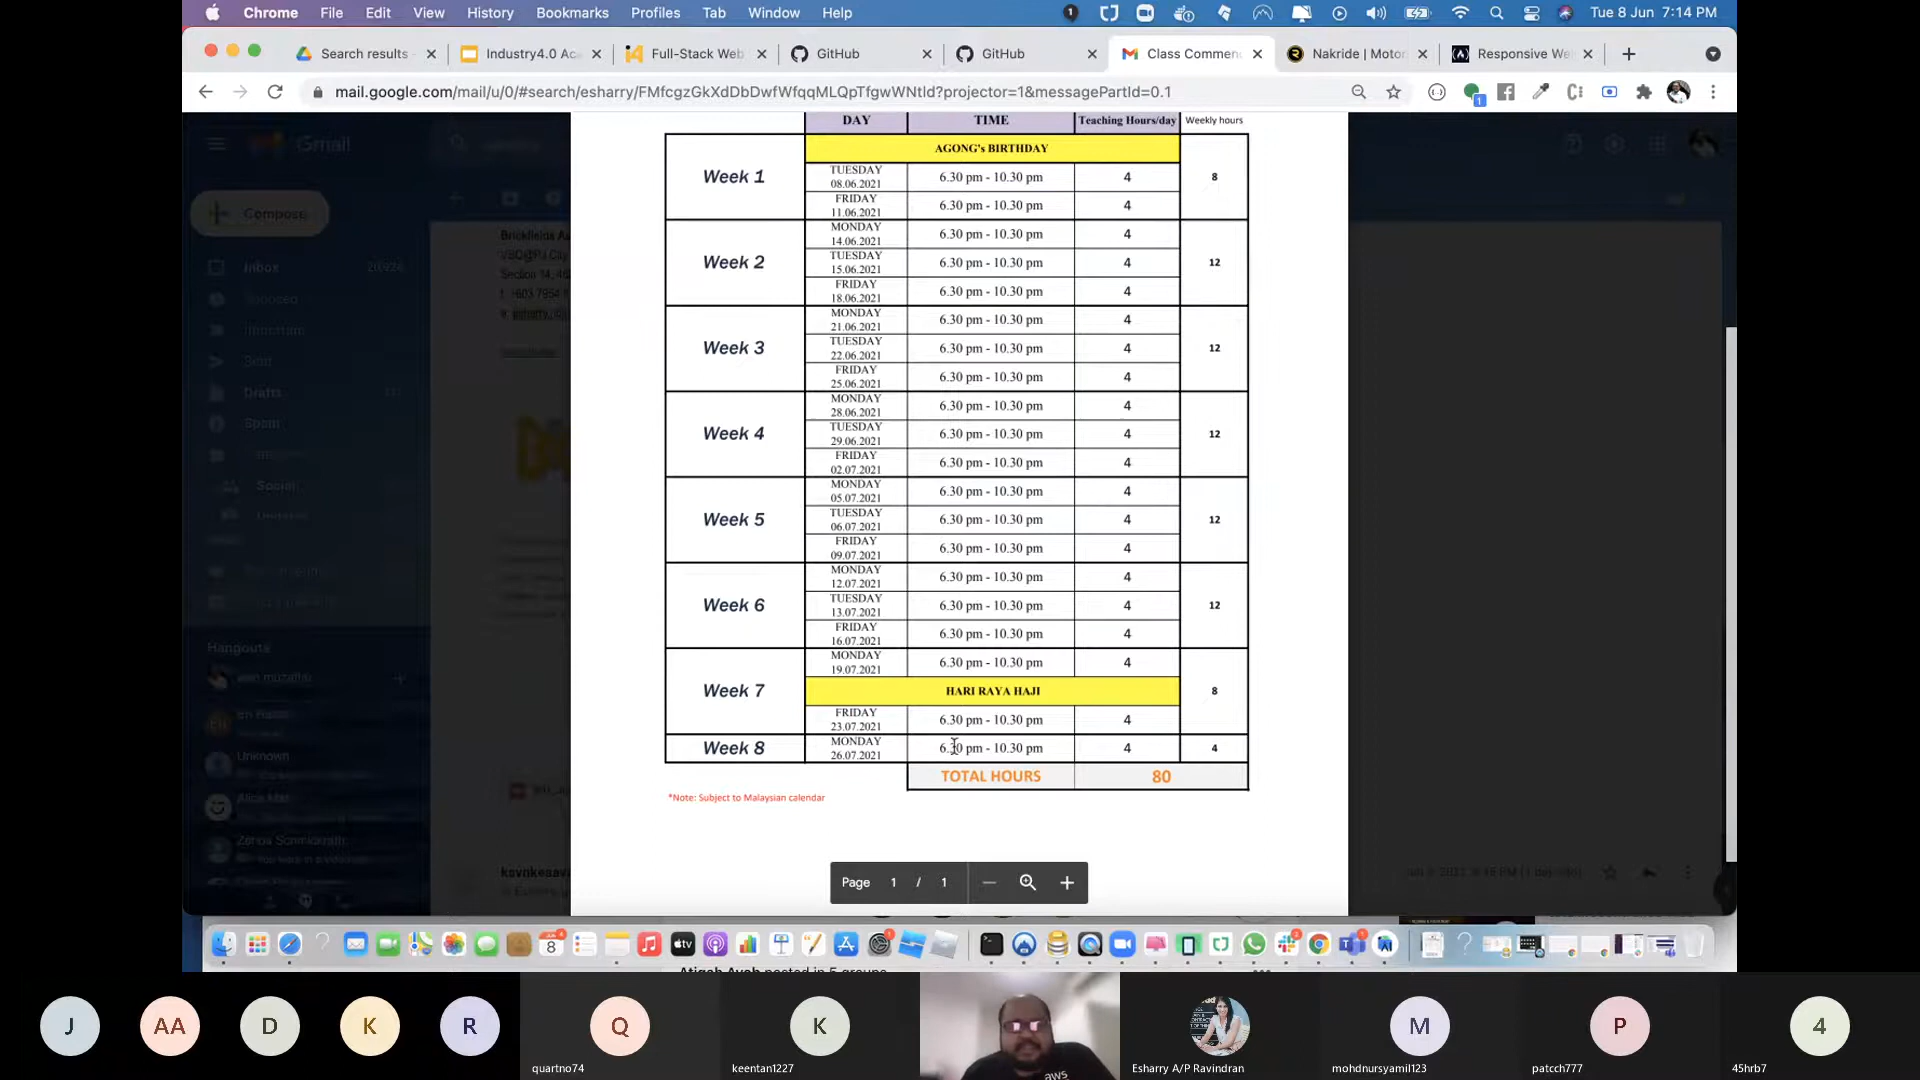 Chrome File Edit View History Bookmarks Profiles Tab Window Help Tue 8 Jun 7:14 PM
Search results - Industry4.0 Aca Full-Stack Web GitHub GitHub Class Commenc Nakride | Motor Responsive We
mail.google.com/mail/u/0/#search/esharry/FMfcgzGkXdDbDwfWfqqMLQpTfgwWNtld?projector=1&messagePartId=0.1
Gmail
Compose
Inbox
Sent
Drafts
Social
Hangouts
Unknown
DAY TIME Teaching Hours/day Weekly hours
AGONG's BIRTHDAY
Week 1 8
TUESDAY 08.06.2021 6.30 pm - 10.30 pm 4
FRIDAY 11.06.2021 6.30 pm - 10.30 pm 4
Week 2 12
MONDAY 14.06.2021 6.30 pm - 10.30 pm 4
TUESDAY 15.06.2021 6.30 pm - 10.30 pm 4
FRIDAY 18.06.2021 6.30 pm - 10.30 pm 4
Week 3 12
MONDAY 21.06.2021 6.30 pm - 10.30 pm 4
TUESDAY 22.06.2021 6.30 pm - 10.30 pm 4
FRIDAY 25.06.2021 6.30 pm - 10.30 pm 4
Week 4 12
MONDAY 28.06.2021 6.30 pm - 10.30 pm 4
TUESDAY 29.06.2021 6.30 pm - 10.30 pm 4
FRIDAY 02.07.2021 6.30 pm - 10.30 pm 4
Week 5 12
MONDAY 05.07.2021 6.30 pm - 10.30 pm 4
TUESDAY 06.07.2021 6.30 pm - 10.30 pm 4
FRIDAY 09.07.2021 6.30 pm - 10.30 pm 4
Week 6 12
MONDAY 12.07.2021 6.30 pm - 10.30 pm 4
TUESDAY 13.07.2021 6.30 pm - 10.30 pm 4
FRIDAY 16.07.2021 6.30 pm - 10.30 pm 4
Week 7 8
MONDAY 19.07.2021 6.30 pm - 10.30 pm 4
HARI RAYA HAJI
FRIDAY 23.07.2021 6.30 pm - 10.30 pm 4
Week 8 MONDAY 26.07.2021 6.30 pm - 10.30 pm 4 4
TOTAL HOURS 80
*Note: Subject to Malaysian calendar
Page 1 / 1
posted in 5 groups
J AA D K R Q K M P 4
aws
quartno74 keentan1227 Esharry A/P Ravindran mohdnursyamil123 patcch777 45hrb7